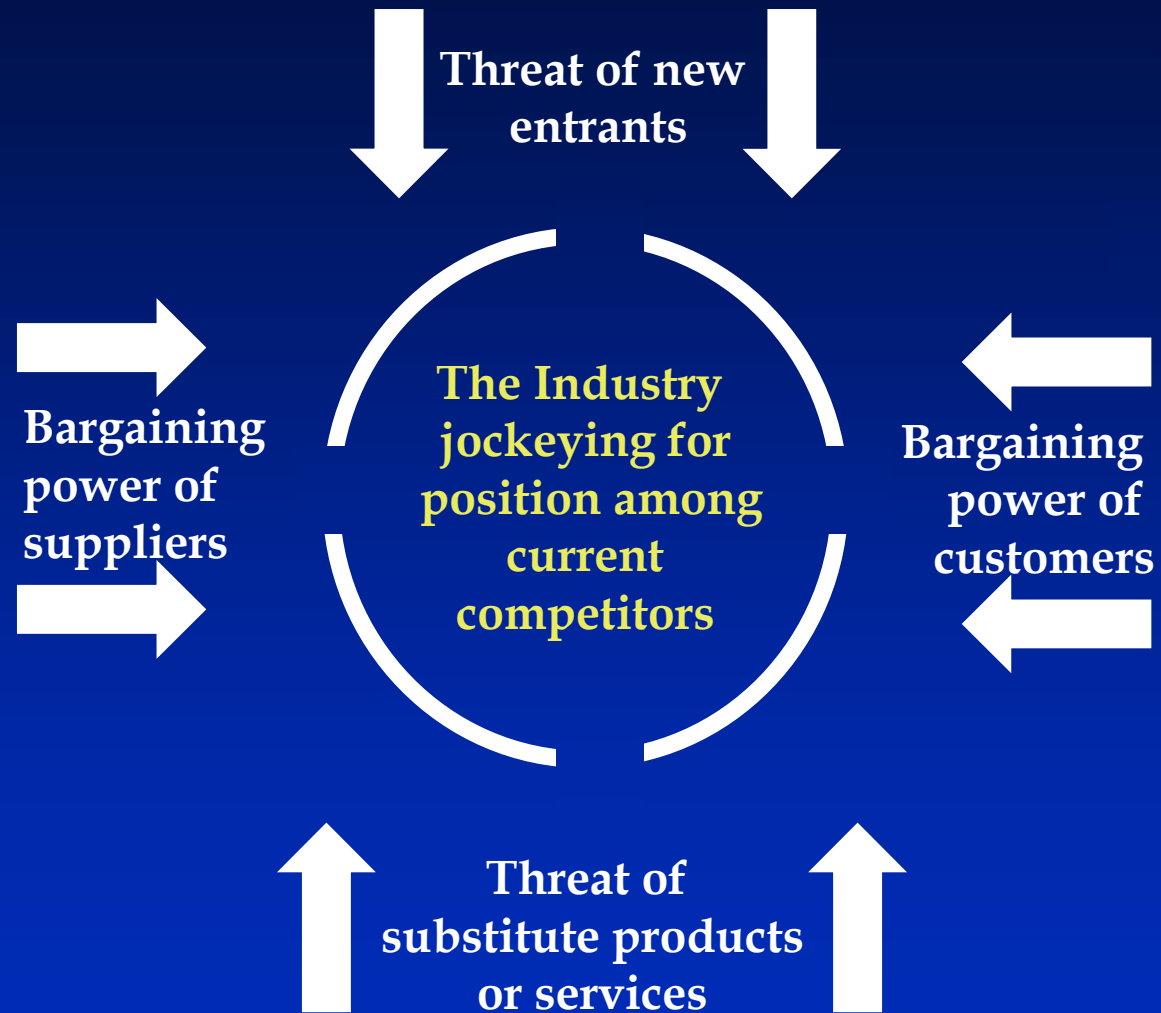 Threat of new
entrants
Bargaining
power of
suppliers
The Industry
jockeying for
position among
current
competitors
Bargaining
power of
customers
Threat of
substitute products
or services